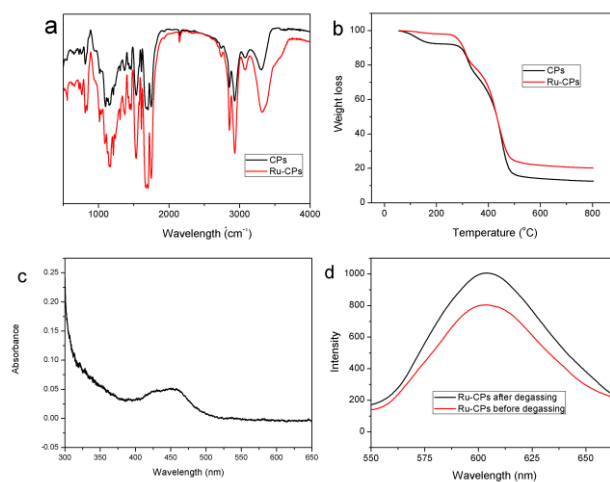 a
CPs
Ru-CPs
1000
2000
3000
4000
Wavelength (cm⁻¹)
b
Weight loss
100
80
60
40
20
0
CPs
Ru-CPs
0
200
400
600
800
Temperature (°C)
c
Absorbance
0.25
0.20
0.15
0.10
0.05
0.00
0.05
300
350
400
450
500
550
600
650
Wavelength (nm)
d
Intensity
1000
800
600
400
200
0
Ru-CPs after degassing
Ru-CPs before degassing
550
575
600
625
650
Wavelength (nm)